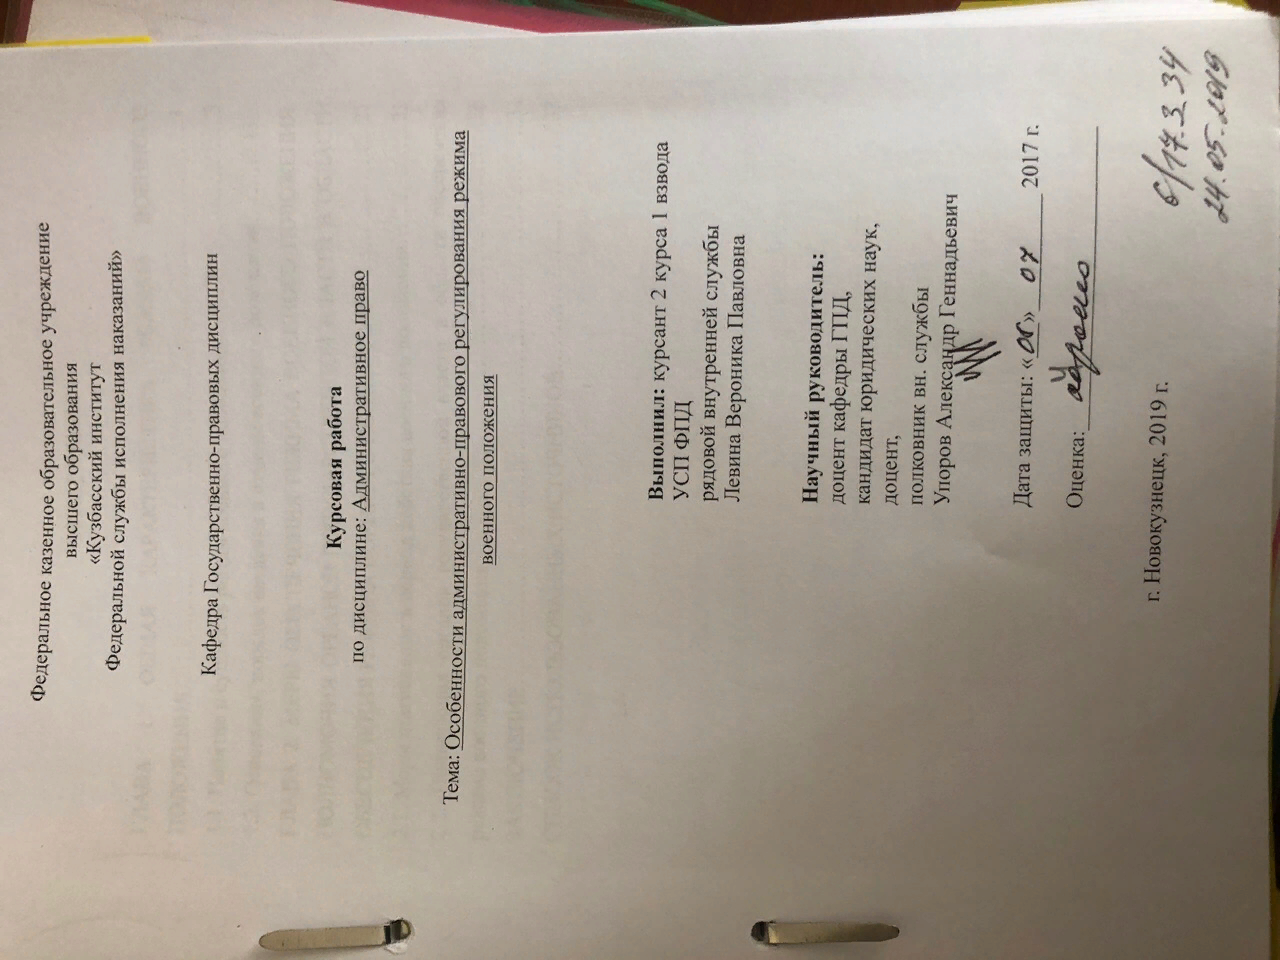 Федеральное казенное образовательное учреждение
высшего образования
«Кузбасский институт
Федеральной службы исполнения наказаний»
Кафедра Государственно-правовых дисциплин
Курсовая работа
по дисциплине: Административное право
Тема: Особенности административно-правового регулирования режима
военного положения
Выполнил: курсант 2 курса 1 взвода
УСП ФПД
рядовой внутренней службы
Левина Вероника Павловна
Научный руководитель:
доцент кафедры ГПД,
кандидат юридических наук,
доцент,
полковник вн. службы
Упоров Александр Геннадьевич
Дата защиты: « » 07 2017 г.
Оценка: хорошо
г. Новокузнецк, 2019 г.
6/17.3 34
24.05.2019